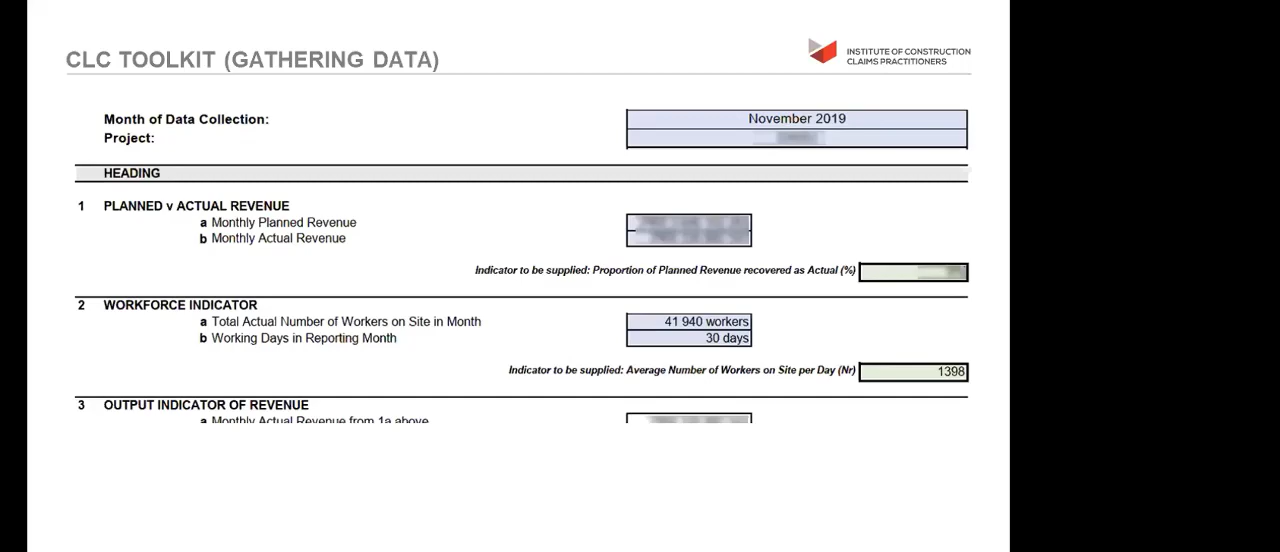 CLC TOOLKIT (GATHERING DATA)
INSTITUTE OF CONSTRUCTION
CLAIMS PRACTITIONERS
Month of Data Collection: November 2019
Project:
HEADING
1 PLANNED v ACTUAL REVENUE
a Monthly Planned Revenue
b Monthly Actual Revenue
Indicator to be supplied: Proportion of Planned Revenue recovered as Actual (%)
2 WORKFORCE INDICATOR
a Total Actual Number of Workers on Site in Month 41 940 workers
b Working Days in Reporting Month 30 days
Indicator to be supplied: Average Number of Workers on Site per Day (Nr) 1398
3 OUTPUT INDICATOR OF REVENUE
a Monthly Actual Revenue from 1a above